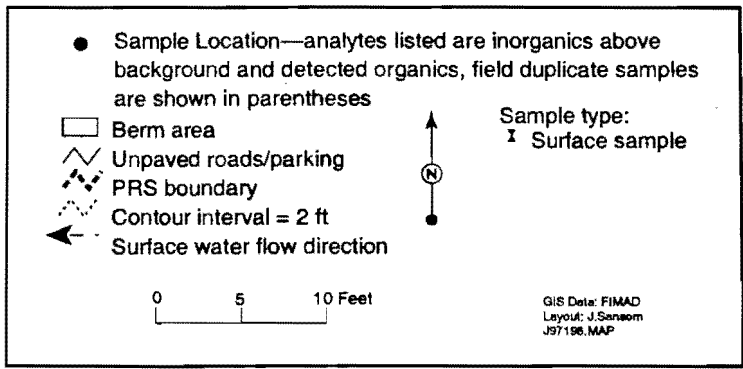 Sample Location—analytes listed are inorganics above
background and detected organics, field duplicate samples
are shown in parentheses
Berm area
Unpaved roads/parking
PRS boundary
Contour interval = 2 ft
Surface water flow direction
Sample type:
Surface sample
N
0 5 10 Feet
GIS Data: FIMAD
Layout: J.Sansom
J97196.MAP